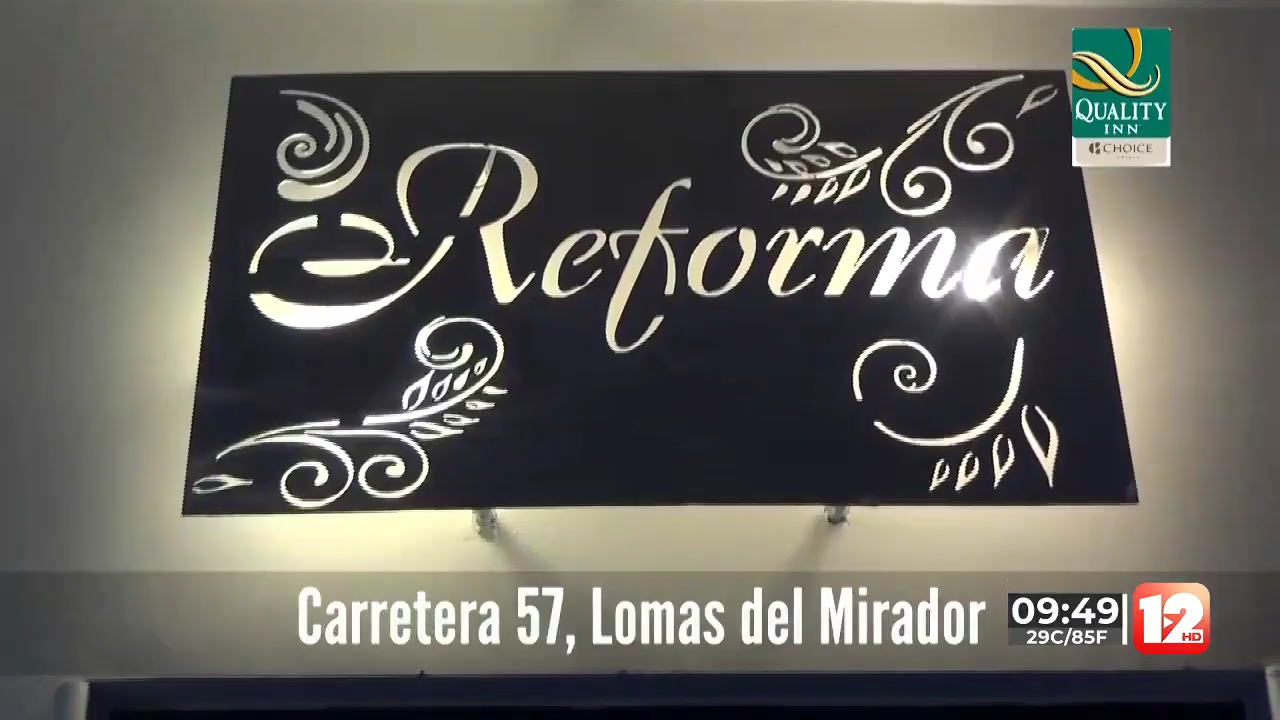 QUALITY
INN
CHOICE
Reforma
Carretera 57, Lomas del Mirador
09:49
29C/85F
12
HD